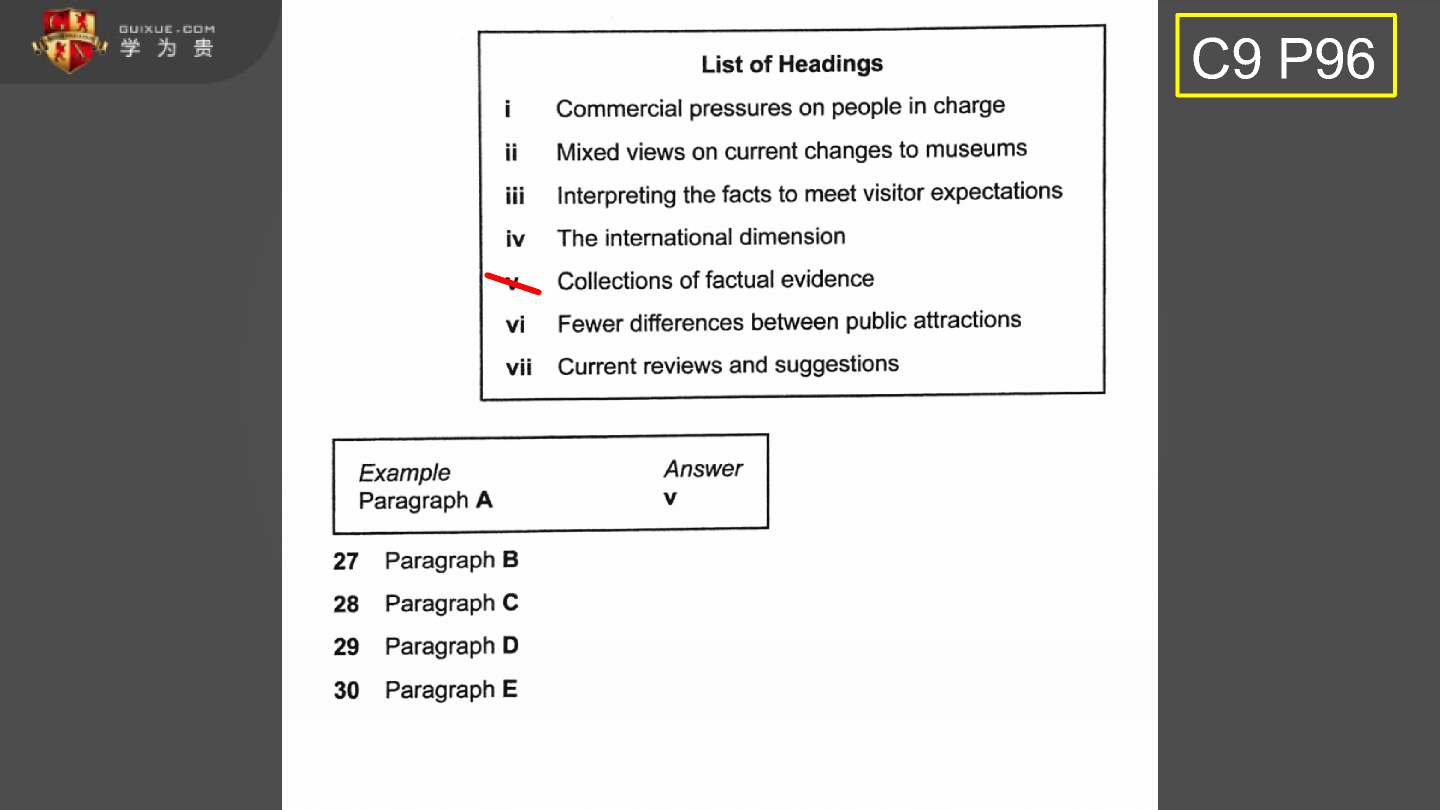 GUIXUE.COM
学为贵
C9 P96
List of Headings
i Commercial pressures on people in charge
ii Mixed views on current changes to museums
iii Interpreting the facts to meet visitor expectations
iv The international dimension
v Collections of factual evidence
vi Fewer differences between public attractions
vii Current reviews and suggestions
Example Answer
Paragraph A v
27 Paragraph B
28 Paragraph C
29 Paragraph D
30 Paragraph E